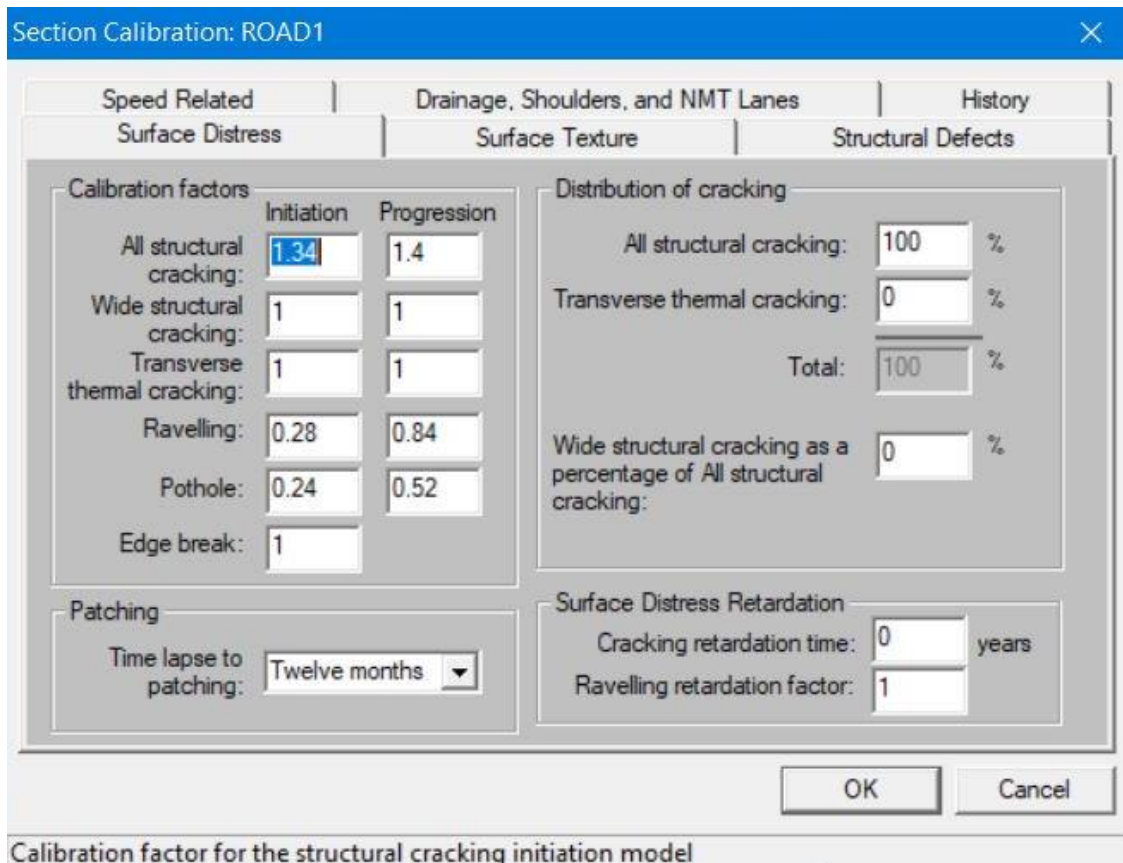 Section Calibration: ROAD1
Speed Related
Drainage, Shoulders, and NMT Lanes
History
Surface Distress
Surface Texture
Structural Defects
Calibration factors
Initiation Progression
All structural
cracking:
1.34
1.4
Wide structural
cracking:
1
1
Transverse
thermal cracking:
1
1
Ravelling:
0.28
0.84
Pothole:
0.24
0.52
Edge break:
1
Patching
Time lapse to
patching:
Twelve months
Distribution of cracking
All structural cracking: 100 %
Transverse thermal cracking: 0 %
Total: 100 %
Wide structural cracking as a
percentage of All structural
cracking:
0 %
Surface Distress Retardation
Cracking retardation time: 0 years
Ravelling retardation factor: 1
OK
Cancel
Calibration factor for the structural cracking initiation model